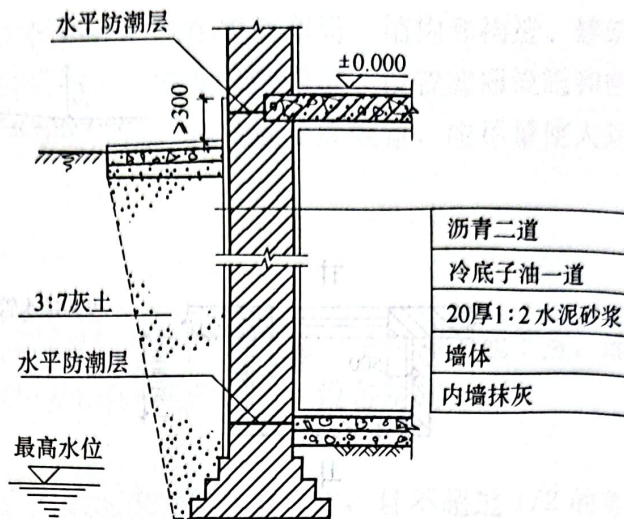 水平防潮层
±0.000
>300
沥青二道
冷底子油一道
3:7灰土
20厚1:2水泥砂浆
墙体
水平防潮层
内墙抹灰
最高水位